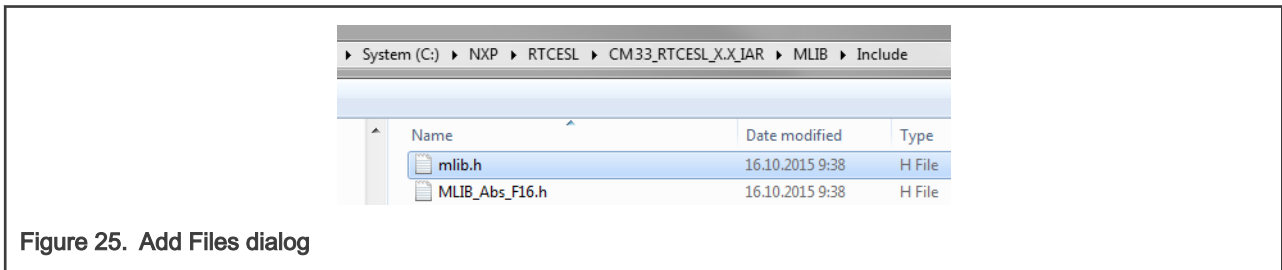 System (C:) ▸ NXP ▸ RTCESL ▸ CM33_RTCESL_X.X_IAR ▸ MLIB ▸ Include
Name Date modified Type
mlib.h 16.10.2015 9:38 H File
MLIB_Abs_F16.h 16.10.2015 9:38 H File
Figure 25. Add Files dialog